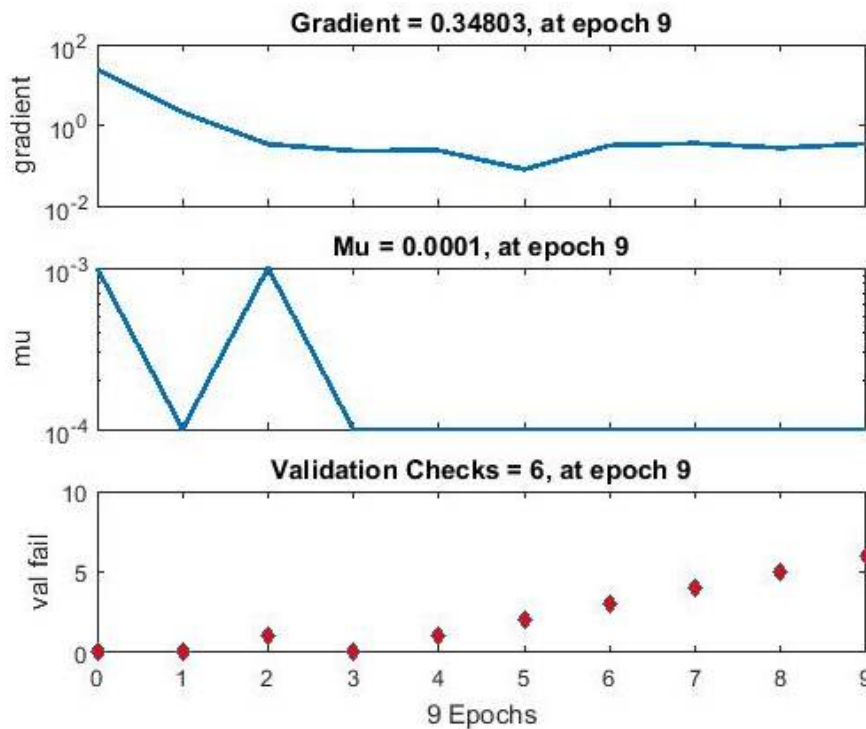 Gradient = 0.34803, at epoch 9
10^2
10^0
10^-2
gradient
Mu = 0.0001, at epoch 9
10^-3
10^-4
mu
Validation Checks = 6, at epoch 9
10
5
0
val fail
0 1 2 3 4 5 6 7 8 9
9 Epochs